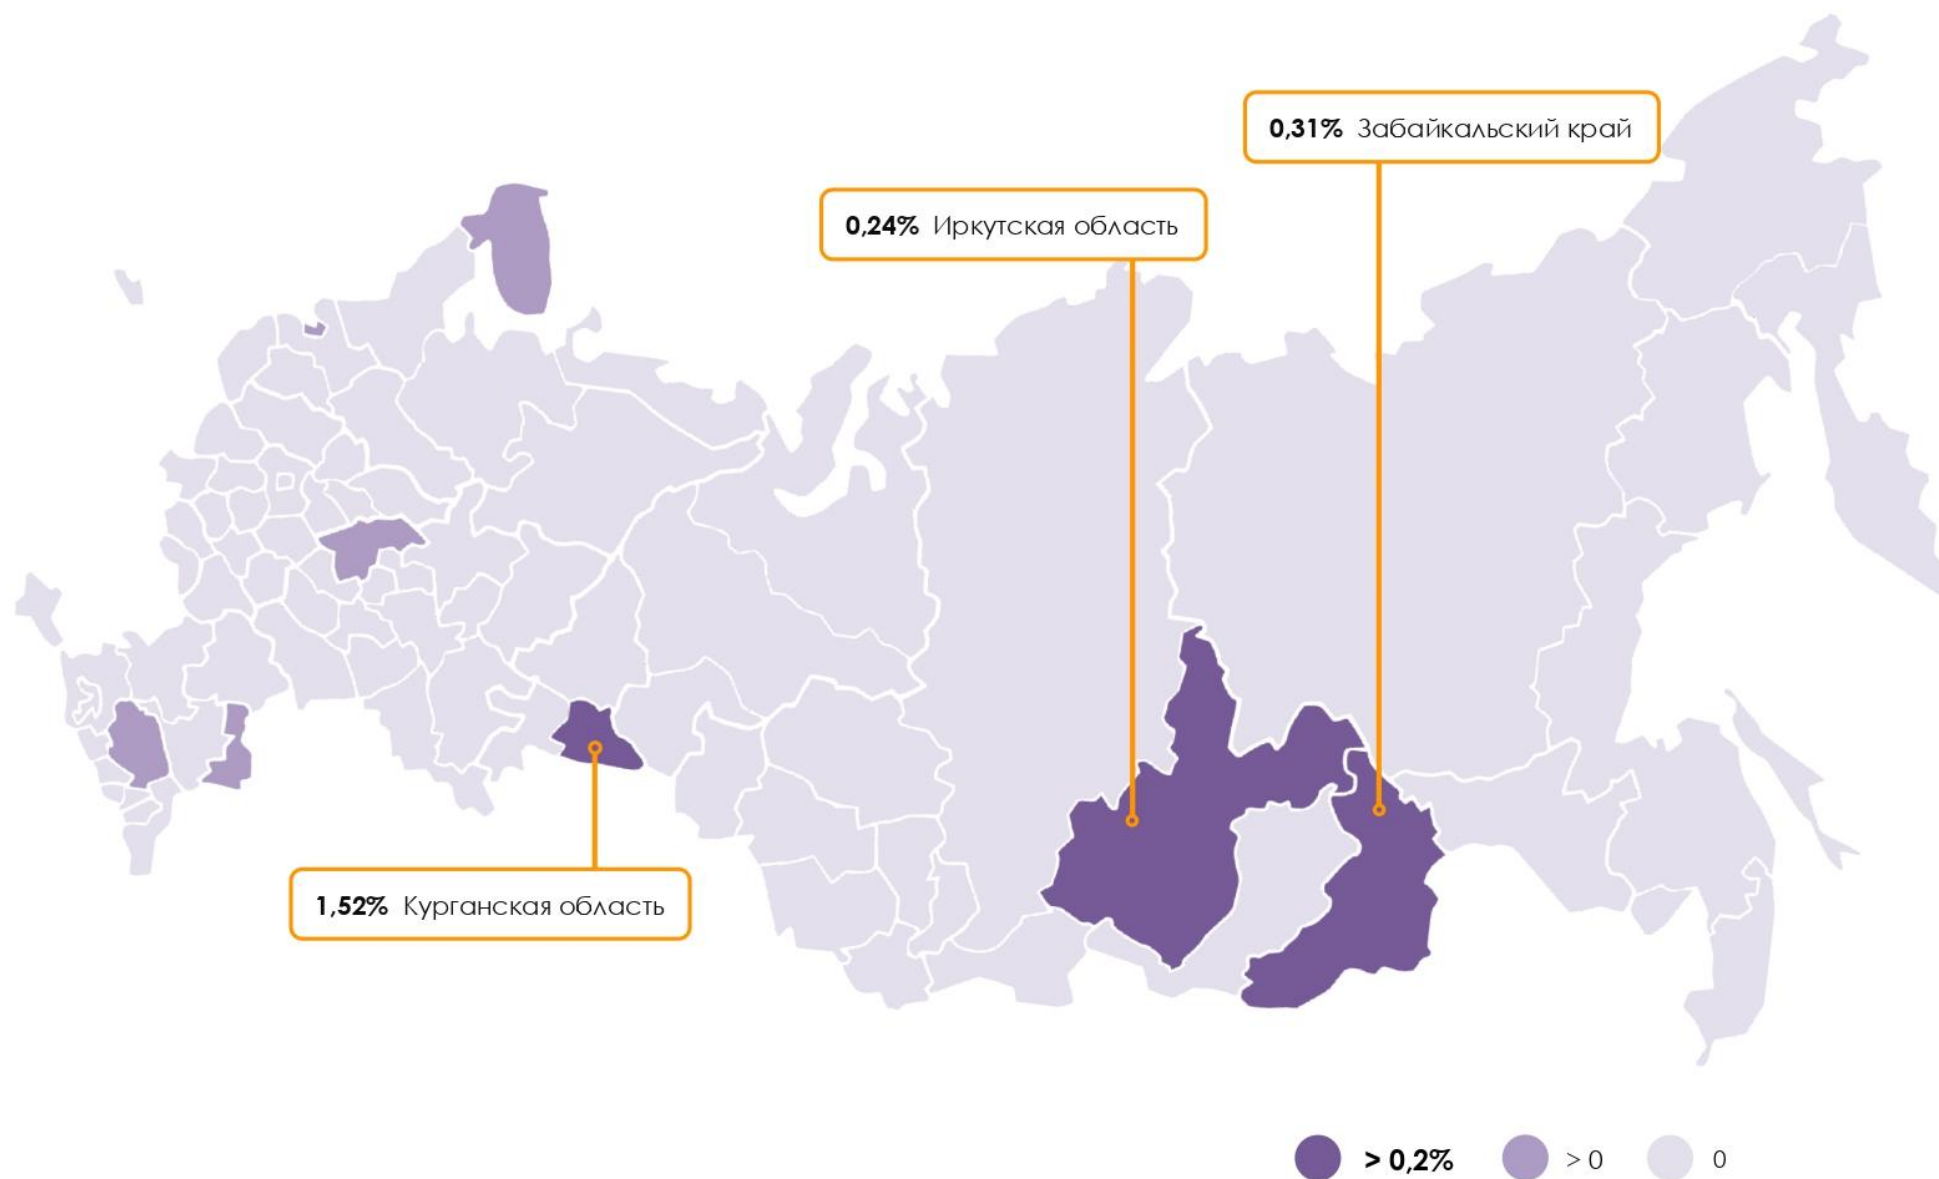 0,31% Забайкальский край
0,24% Иркутская область
1,52% Курганская область
> 0,2%
> 0
0